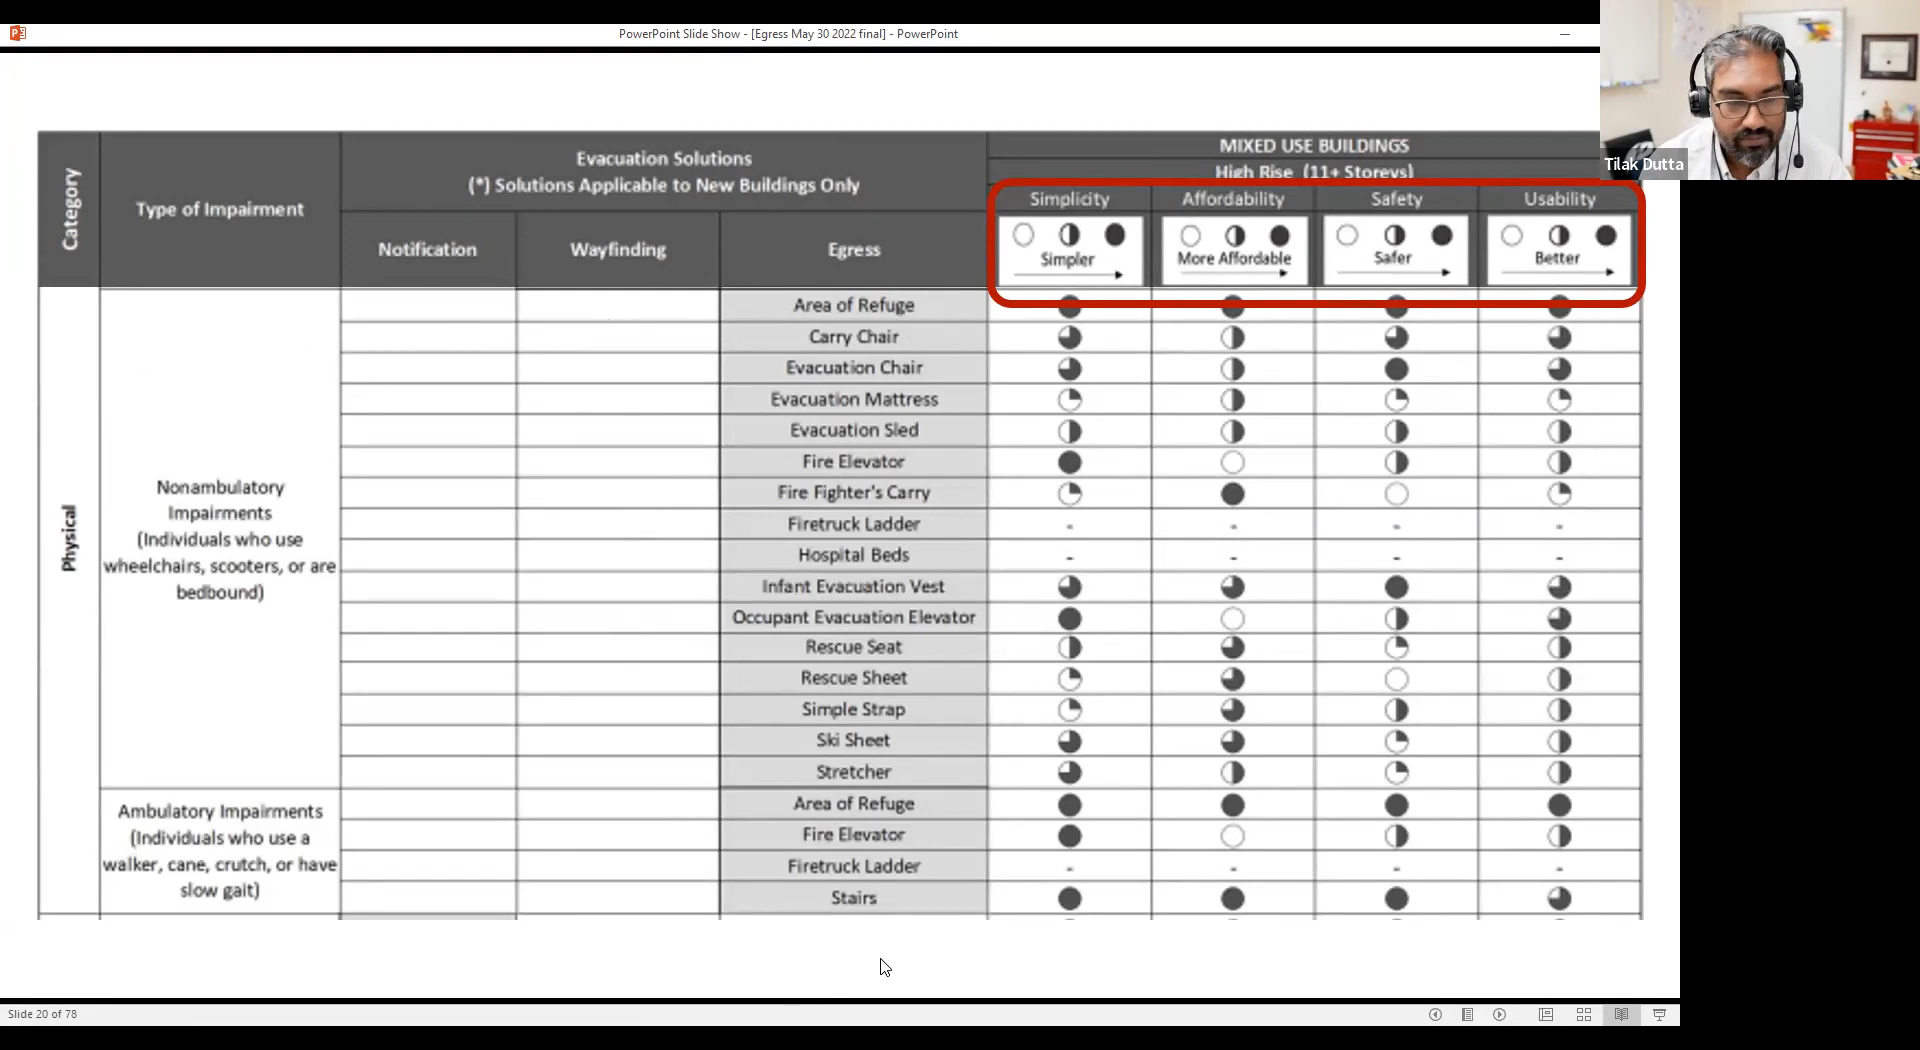 PowerPoint Slide Show - [Egress May 30 2022 final] - PowerPoint
Tilak Dutta
Category
Type of Impairment
Evacuation Solutions
(*) Solutions Applicable to New Buildings Only
Notification
Wayfinding
Egress
MIXED USE BUILDINGS
High Rise (11+ Storeys)
Simplicity
Affordability
Safety
Usability
Simpler
More Affordable
Safer
Better
Physical
Nonambulatory
Impairments
(Individuals who use
wheelchairs, scooters, or are
bedbound)
Area of Refuge
Carry Chair
Evacuation Chair
Evacuation Mattress
Evacuation Sled
Fire Elevator
Fire Fighter's Carry
Firetruck Ladder - - - -
Hospital Beds - - - -
Infant Evacuation Vest
Occupant Evacuation Elevator
Rescue Seat
Rescue Sheet
Simple Strap
Ski Sheet
Stretcher
Ambulatory Impairments
(Individuals who use a
walker, cane, crutch, or have
slow gait)
Area of Refuge
Fire Elevator
Firetruck Ladder - - - -
Stairs
Slide 20 of 78